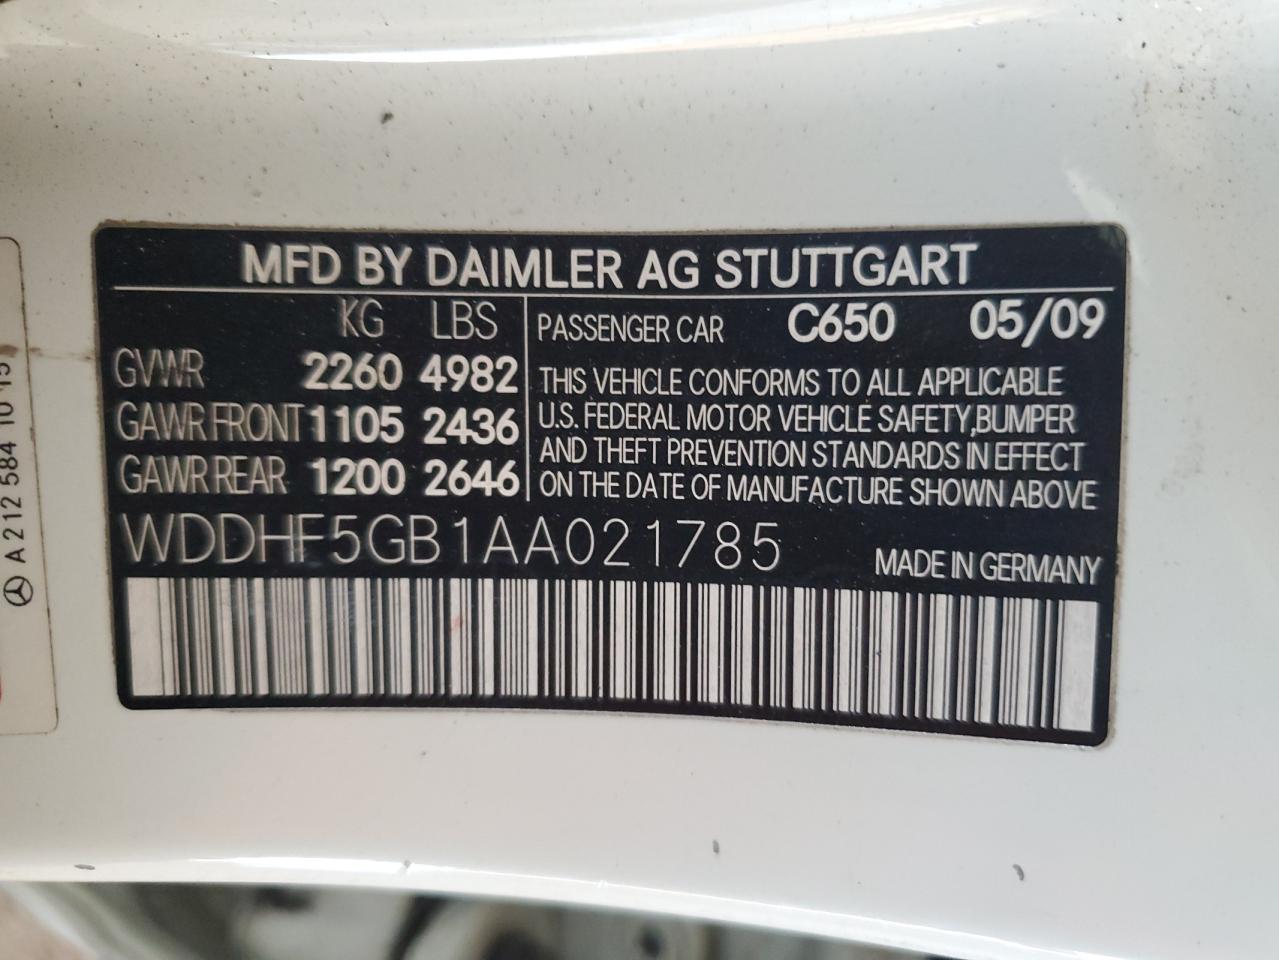 MFD BY DAIMLER AG STUTTGART
KG LBS
GVWR 2260 4982
GAWR FRONT 1105 2436
GAWR REAR 1200 2646
PASSENGER CAR C650 05/09
THIS VEHICLE CONFORMS TO ALL APPLICABLE
U.S. FEDERAL MOTOR VEHICLE SAFETY,BUMPER
AND THEFT PREVENTION STANDARDS IN EFFECT
ON THE DATE OF MANUFACTURE SHOWN ABOVE
WDDHF5GB1AA021785
MADE IN GERMANY
A 212 584 10 15